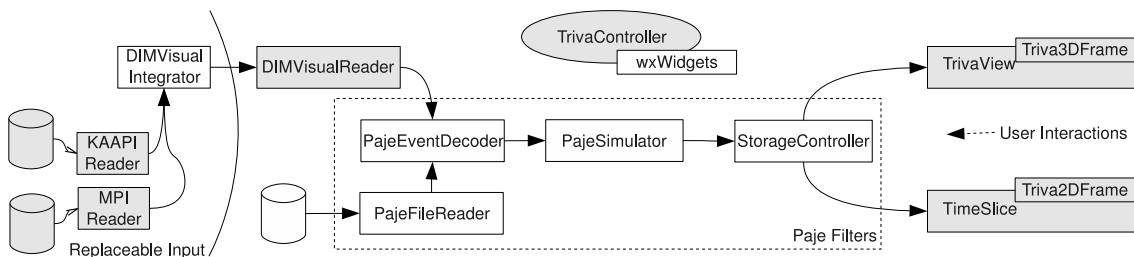 DIMVisual
Integrator
DIMVisualReader
TrivaController
wxWidgets
Triva3DFrame
TrivaView
KAAPI
Reader
MPI
Reader
Replaceable Input
PajeEventDecoder
PajeSimulator
StorageController
User Interactions
PajeFileReader
Paje Filters
Triva2DFrame
TimeSlice